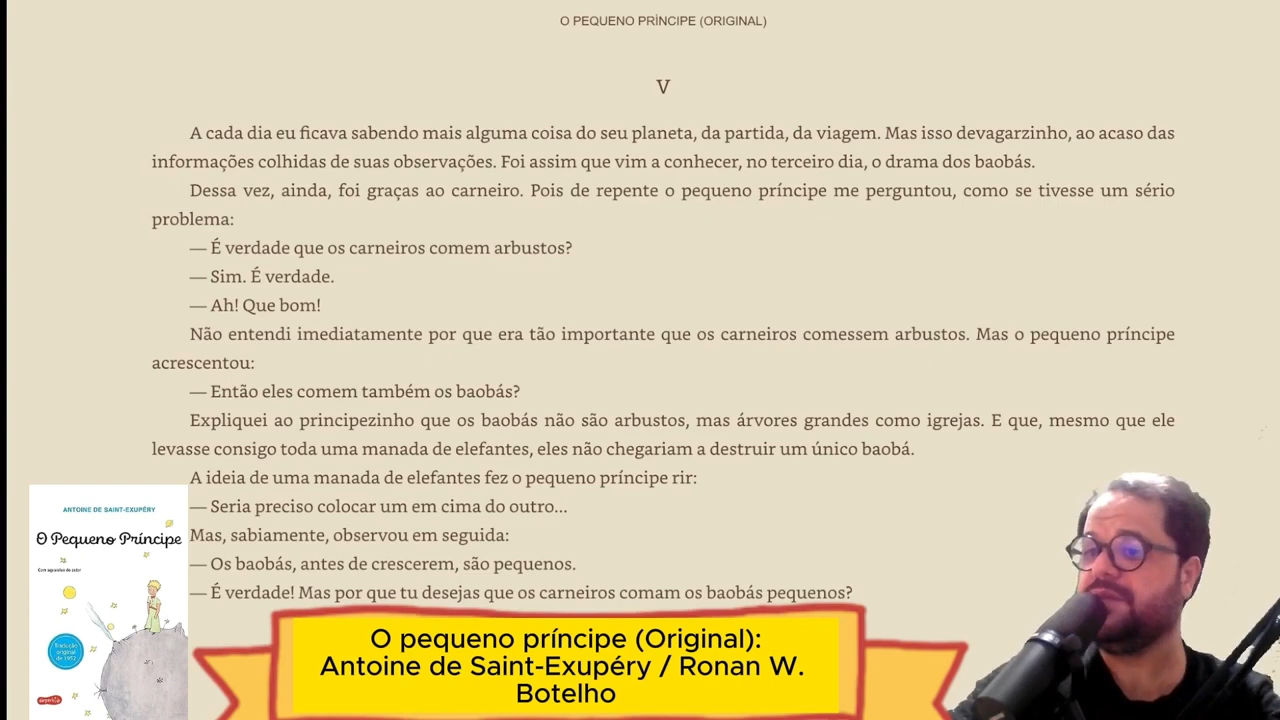 O PEQUENO PRÍNCIPE (ORIGINAL)
V
A cada dia eu ficava sabendo mais alguma coisa do seu planeta, da partida, da viagem. Mas isso devagarzinho, ao acaso das
informações colhidas de suas observações. Foi assim que vim a conhecer, no terceiro dia, o drama dos baobás.
Dessa vez, ainda, foi graças ao carneiro. Pois de repente o pequeno príncipe me perguntou, como se tivesse um sério
problema:
— É verdade que os carneiros comem arbustos?
— Sim. É verdade.
— Ah! Que bom!
Não entendi imediatamente por que era tão importante que os carneiros comessem arbustos. Mas o pequeno príncipe
acrescentou:
— Então eles comem também os baobás?
Expliquei ao principezinho que os baobás não são arbustos, mas árvores grandes como igrejas. E que, mesmo que ele
levasse consigo toda uma manada de elefantes, eles não chegariam a destruir um único baobá.
A ideia de uma manada de elefantes fez o pequeno príncipe rir:
— Seria preciso colocar um em cima do outro...
Mas, sabiamente, observou em seguida:
— Os baobás, antes de crescerem, são pequenos.
— É verdade! Mas por que tu desejas que os carneiros comam os baobás pequenos?
ANTOINE DE SAINT-EXUPÉRY
O Pequeno Príncipe
Com aquarelas do autor
Tradução
original
de 1952
O pequeno príncipe (Original):
Antoine de Saint-Exupéry / Ronan W.
Botelho